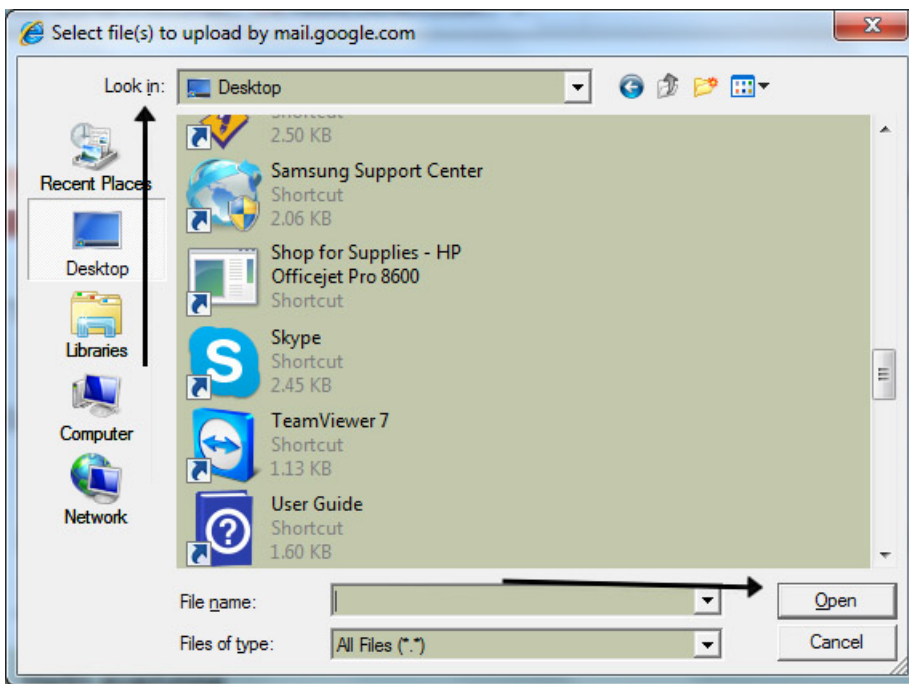 Select file(s) to upload by mail.google.com
Look in:
Desktop
Shortcut
2.50 KB
Samsung Support Center
Shortcut
2.06 KB
Shop for Supplies - HP
Officejet Pro 8600
Shortcut
Skype
Shortcut
2.45 KB
TeamViewer 7
Shortcut
1.13 KB
User Guide
Shortcut
1.60 KB
Recent Places
Desktop
Libraries
Computer
Network
File name:
Open
Files of type:
All Files (*.*)
Cancel